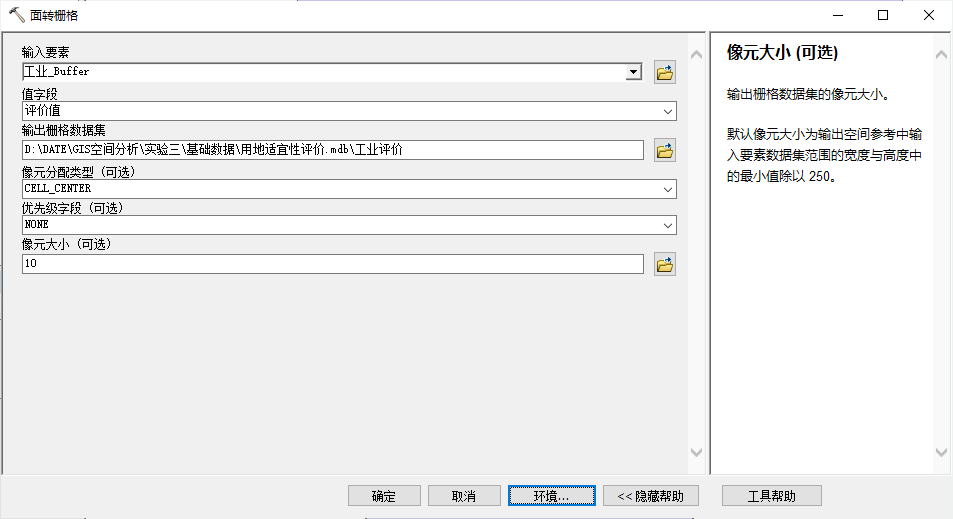 面转栅格
输入要素
工业_Buffer
值字段
评价值
输出栅格数据集
D:\DATE\GIS空间分析\实验三\基础数据\用地适宜性评价.mdb\工业评价
像元分配类型（可选）
CELL_CENTER
优先级字段（可选）
NONE
像元大小（可选）
10
确定
取消
环境...
<< 隐藏帮助
像元大小 (可选)
输出栅格数据集的像元大小。
默认像元大小为输出空间参考中输
入要素数据集范围的宽度与高度中
的最小值除以 250。
工具帮助